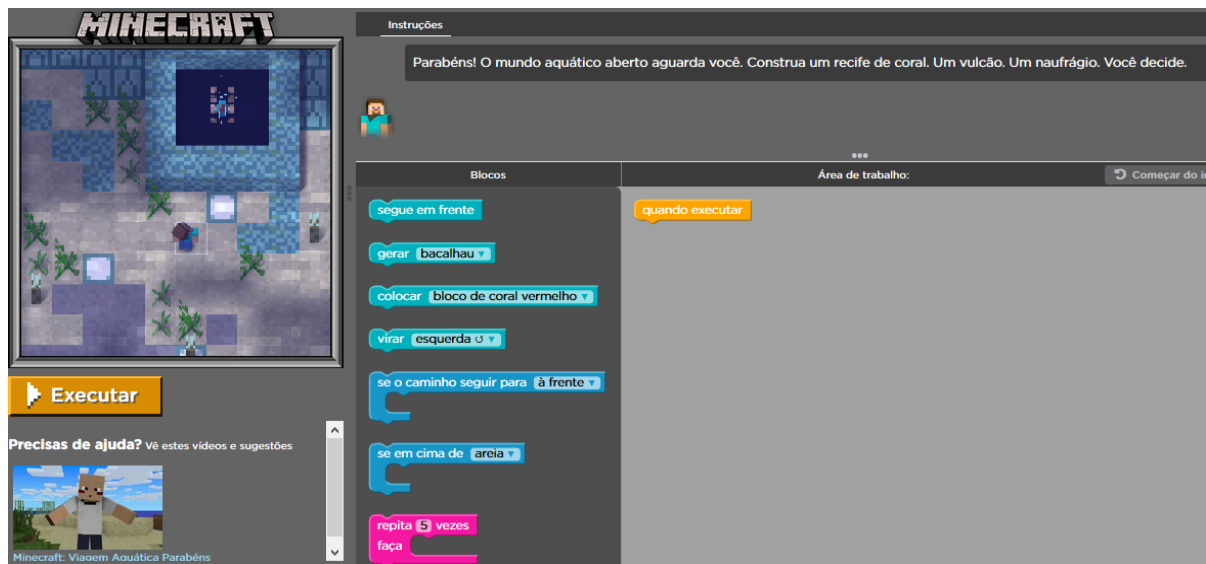 MINECRAFT
Instruções
Parabéns! O mundo aquático aberto aguarda você. Construa um recife de coral. Um vulcão. Um naufrágio. Você decide.
Blocos
Área de trabalho:
Começar do in
segue em frente
gerar bacalhau
colocar bloco de coral vermelho
virar esquerda ↺
se o caminho seguir para à frente
se em cima de areia
repita 5 vezes
faça
quando executar
Executar
Precisas de ajuda? Vê estes vídeos e sugestões
Minecraft: Viagem Aquática Parabéns